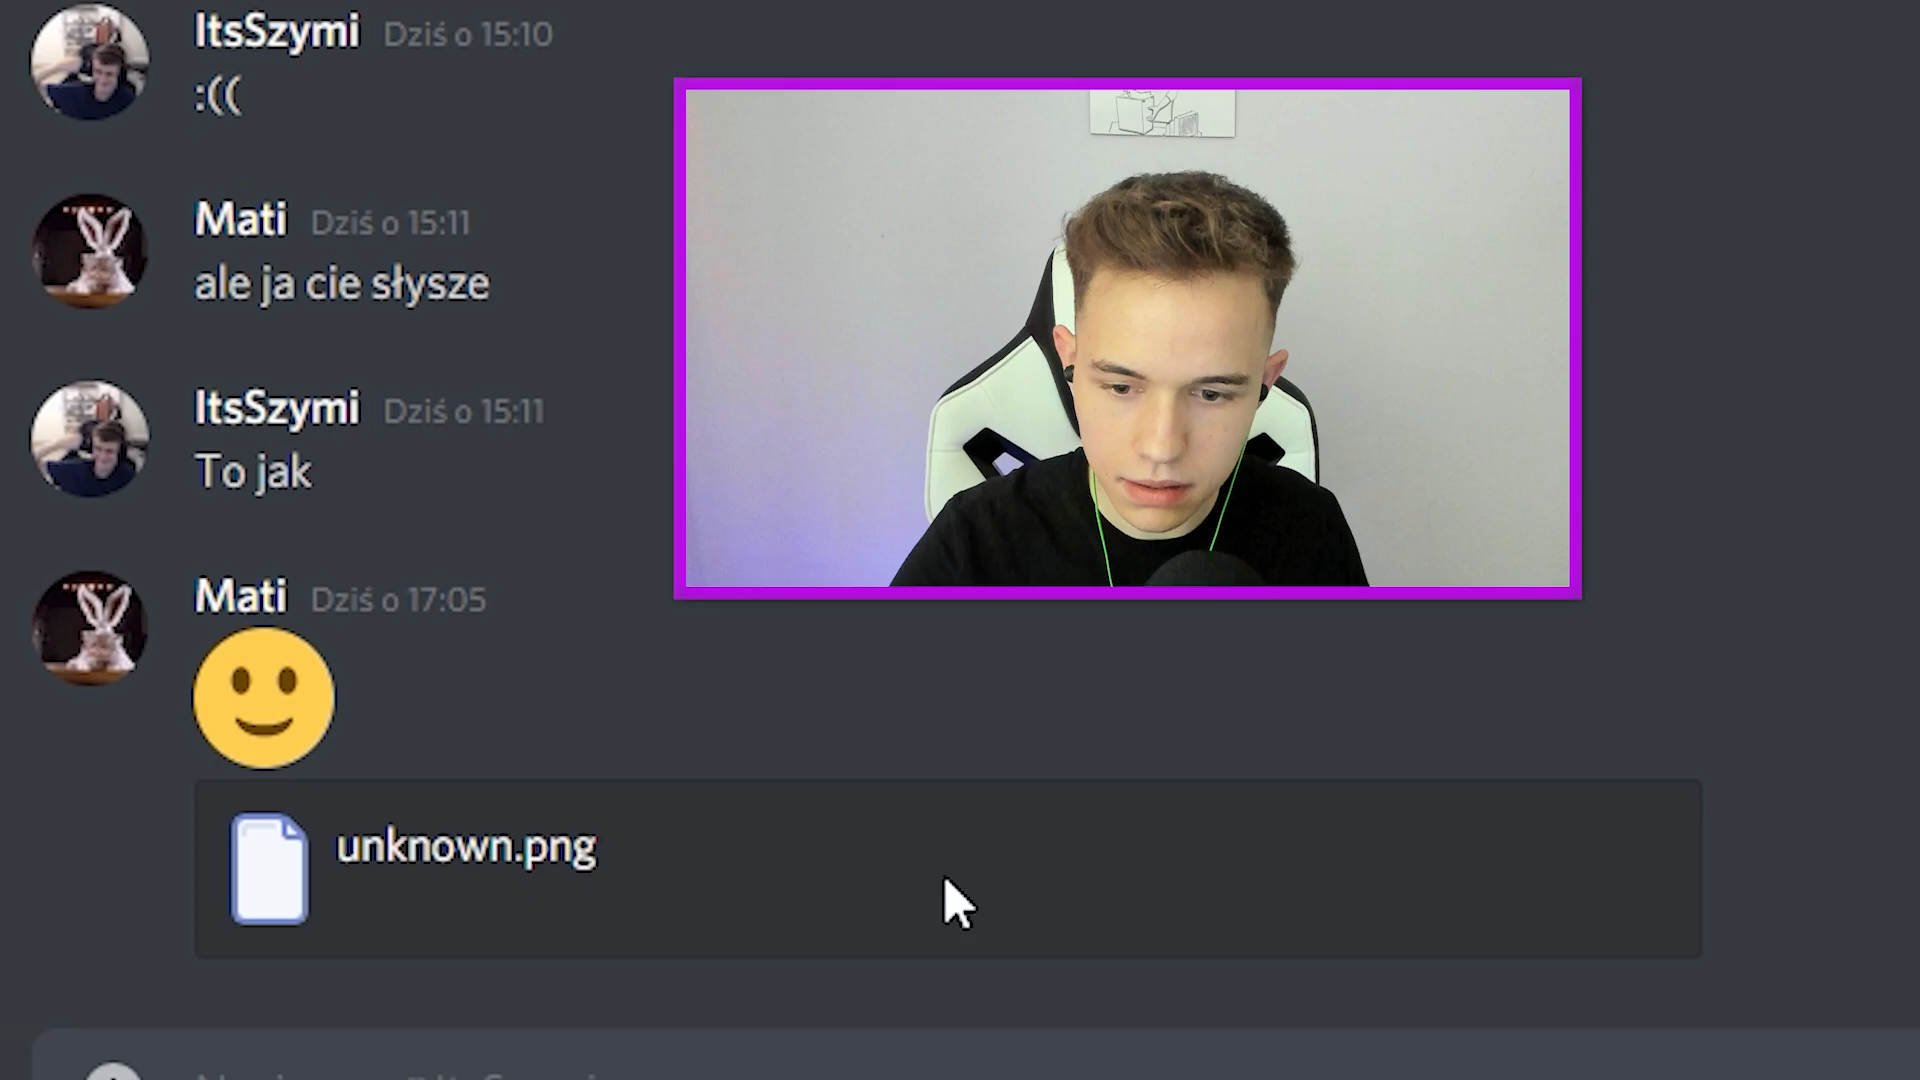 ItsSzymi Dziś o 15:10
:((
Mati Dziś o 15:11
ale ja cie słysze
ItsSzymi Dziś o 15:11
To jak
Mati Dziś o 17:05
unknown.png